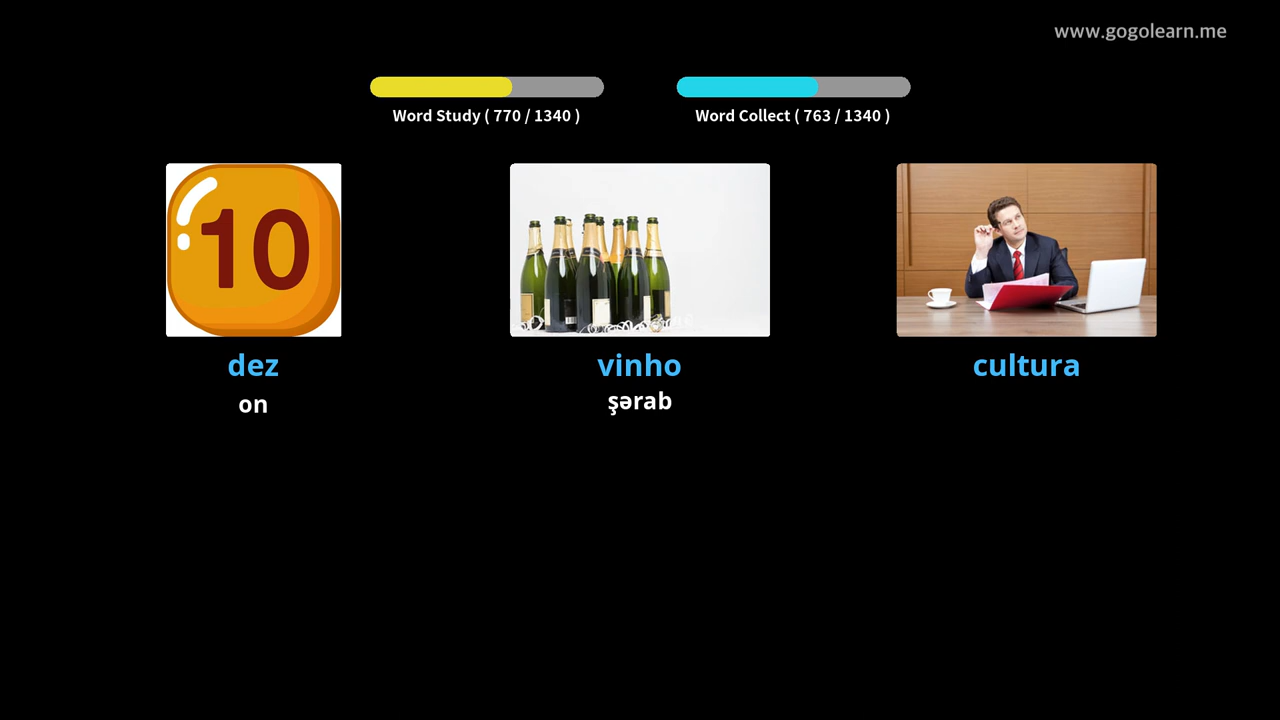 www.gogolearn.me
Word Study ( 770 / 1340 )
Word Collect ( 763 / 1340 )
10
dez
vinho
cultura
on
şərab